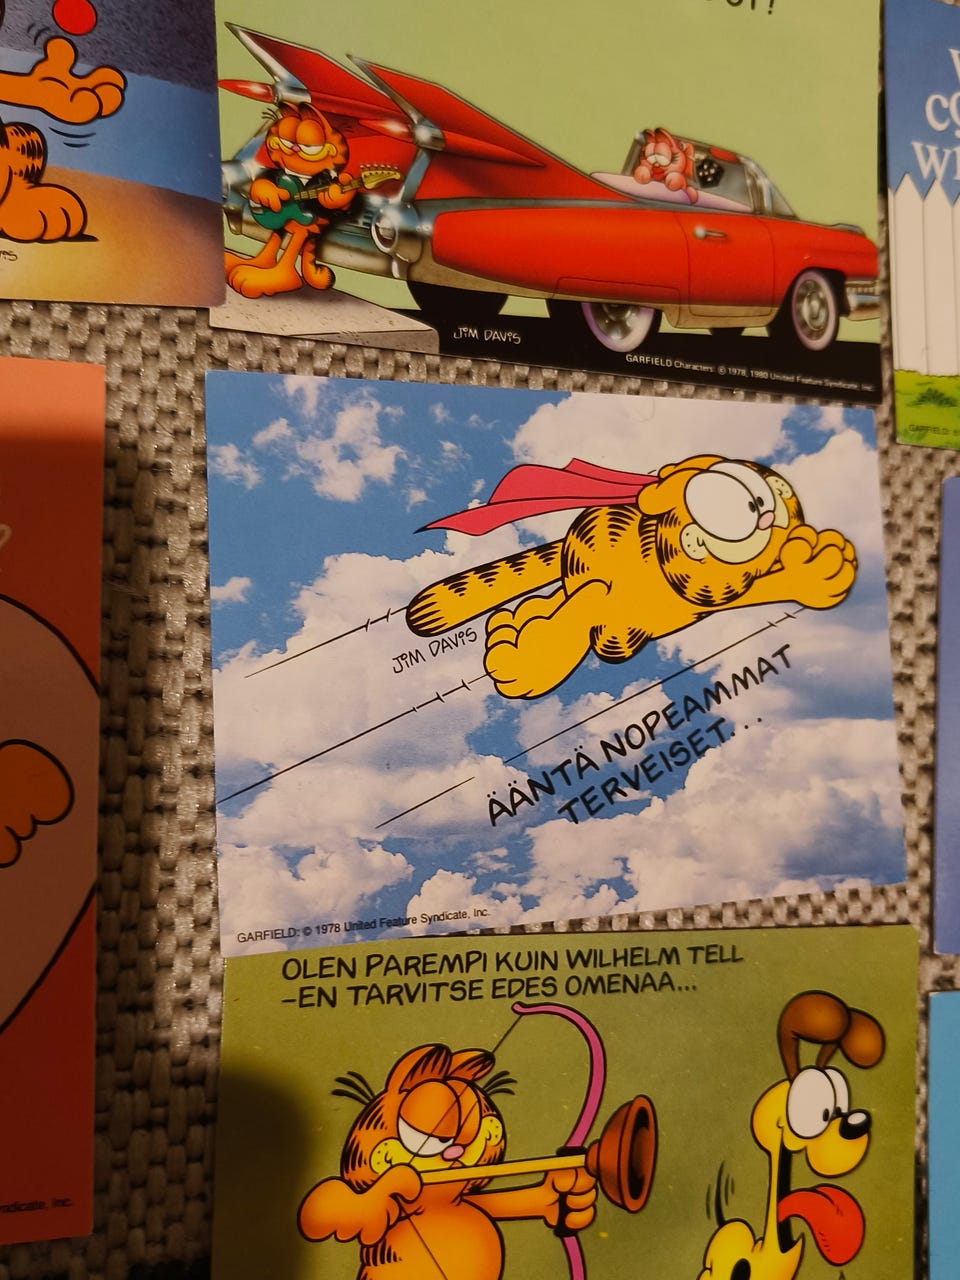 JIM DAVIS
GARFIELD Characters: © 1978, 1980 United Feature Syndicate, Inc.
JIM DAVIS
ÄÄNTÄ NOPEAMMAT
TERVEISET...
GARFIELD: © 1978 United Feature Syndicate, Inc.
OLEN PAREMPI KUIN WILHELM TELL
-EN TARVITSE EDES OMENAA...